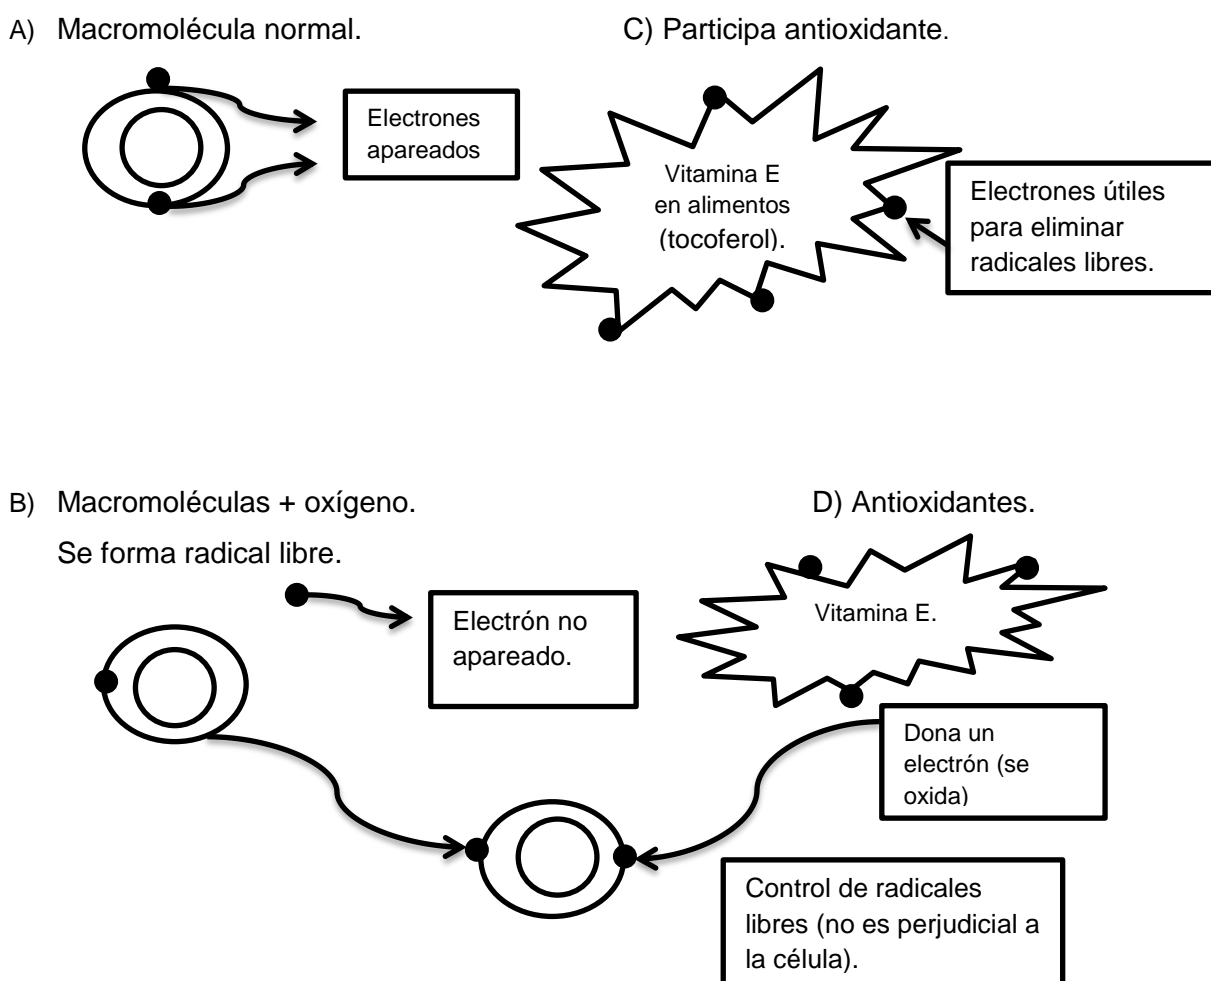 A) Macromolécula normal.
Electrones
apareados
C) Participa antioxidante.
Vitamina E
en alimentos
(tocoferol).
Electrones útiles
para eliminar
radicales libres.
B) Macromoléculas + oxígeno.
Se forma radical libre.
Electrón no
apareado.
D) Antioxidantes.
Vitamina E.
Dona un
electrón (se
oxida)
Control de radicales
libres (no es perjudicial a
la célula).